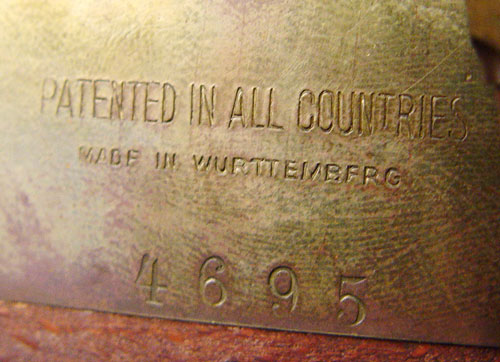 PATENTED IN ALL COUNTRIES
MADE IN WURTTEMBERG
4695